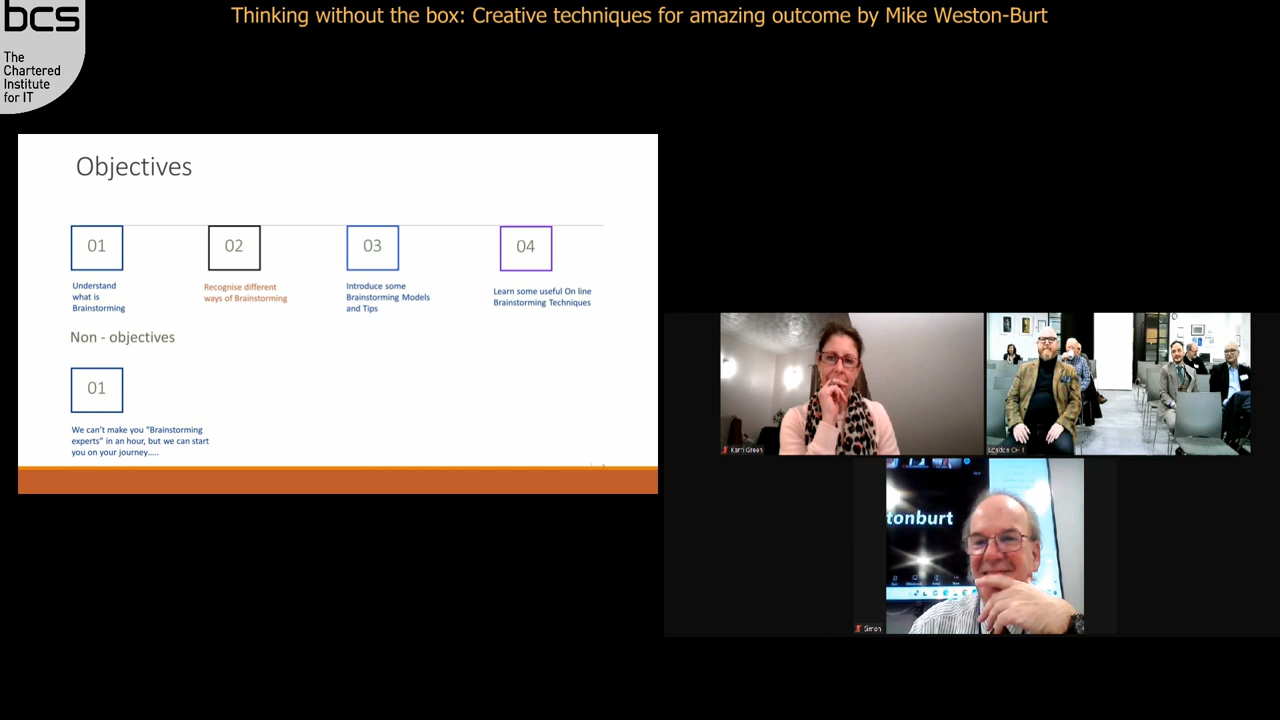 bcs
The
Chartered
Institute
for IT
Thinking without the box: Creative techniques for amazing outcome by Mike Weston-Burt
Objectives
01
Understand
what is
Brainstorming
02
Recognise different
ways of Brainstorming
03
Introduce some
Brainstorming Models
and Tips
04
Learn some useful On line
Brainstorming Techniques
Non - objectives
01
We can't make you “Brainstorming
experts” in an hour, but we can start
you on your journey…..
Kerri Green
London
tonburt
Simon